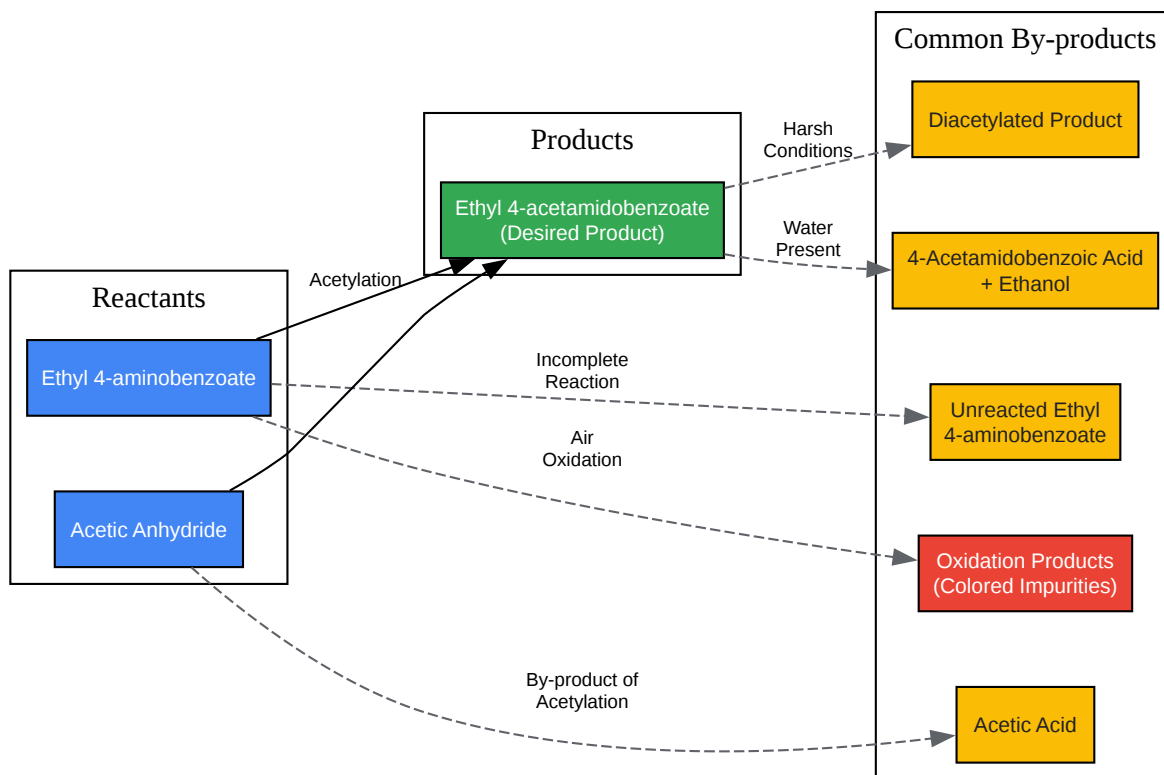 Common By-products
Diacetylated Product
Harsh
Conditions
Products
Ethyl 4-acetamidobenzoate
(Desired Product)
Water
Present
4-Acetamidobenzoic Acid
+ Ethanol
Acetylation
Reactants
Ethyl 4-aminobenzoate
Incomplete
Reaction
Unreacted Ethyl
4-aminobenzoate
Air
Oxidation
Acetic Anhydride
Oxidation Products
(Colored Impurities)
By-product of
Acetylation
Acetic Acid